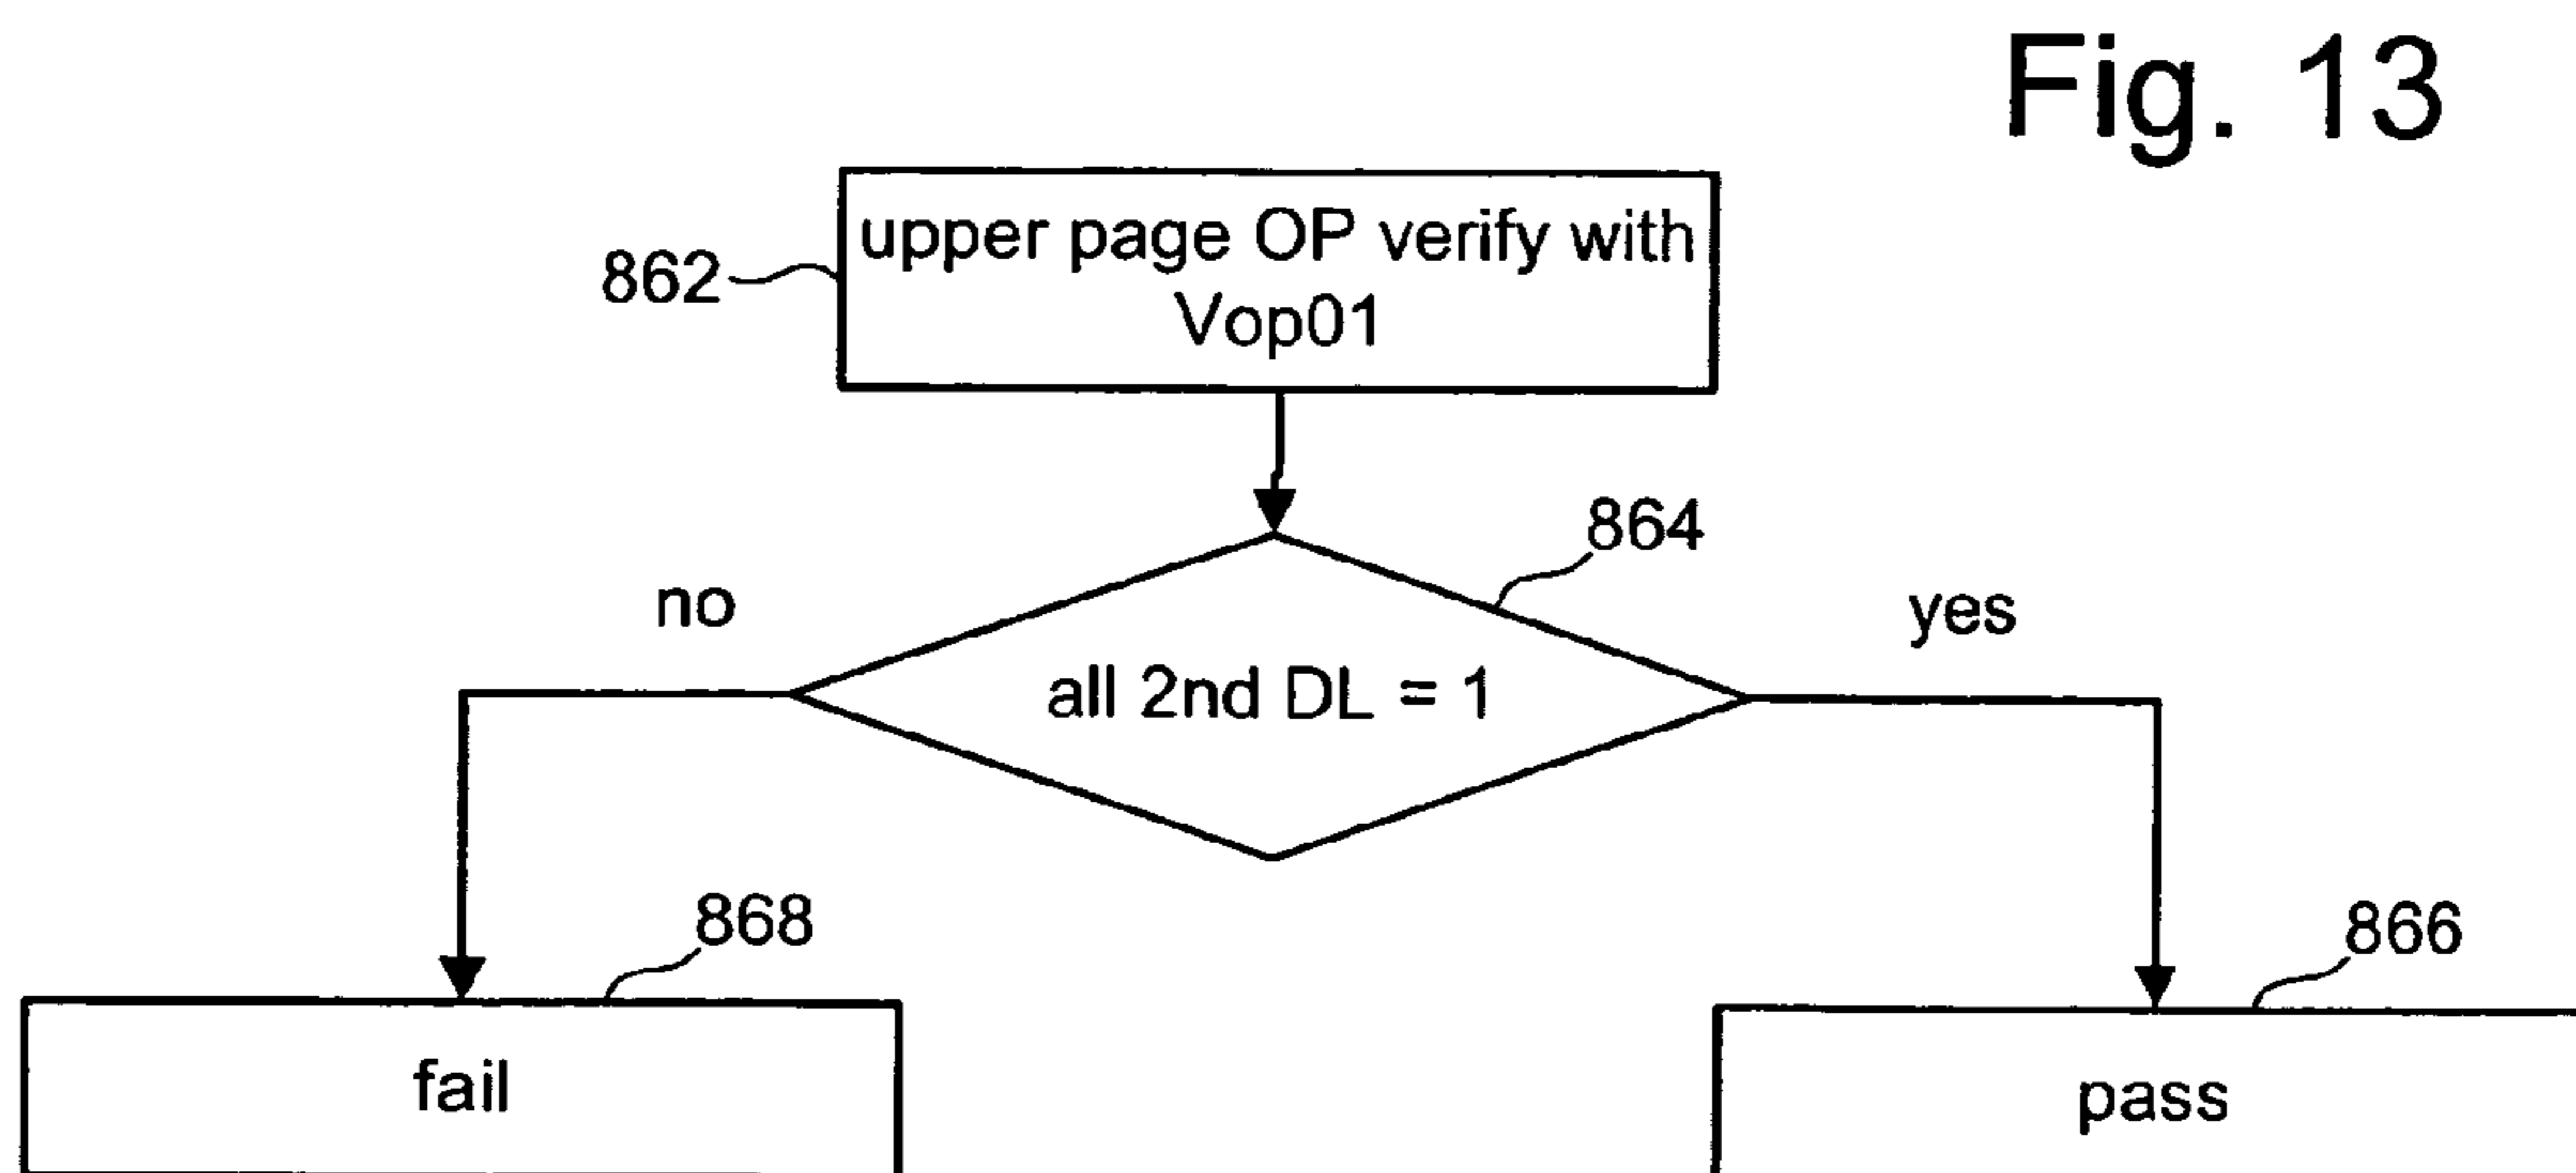 Fig. 13
upper page OP verify with
Vop01
862
864
no
yes
all 2nd DL = 1
868
866
fail
pass